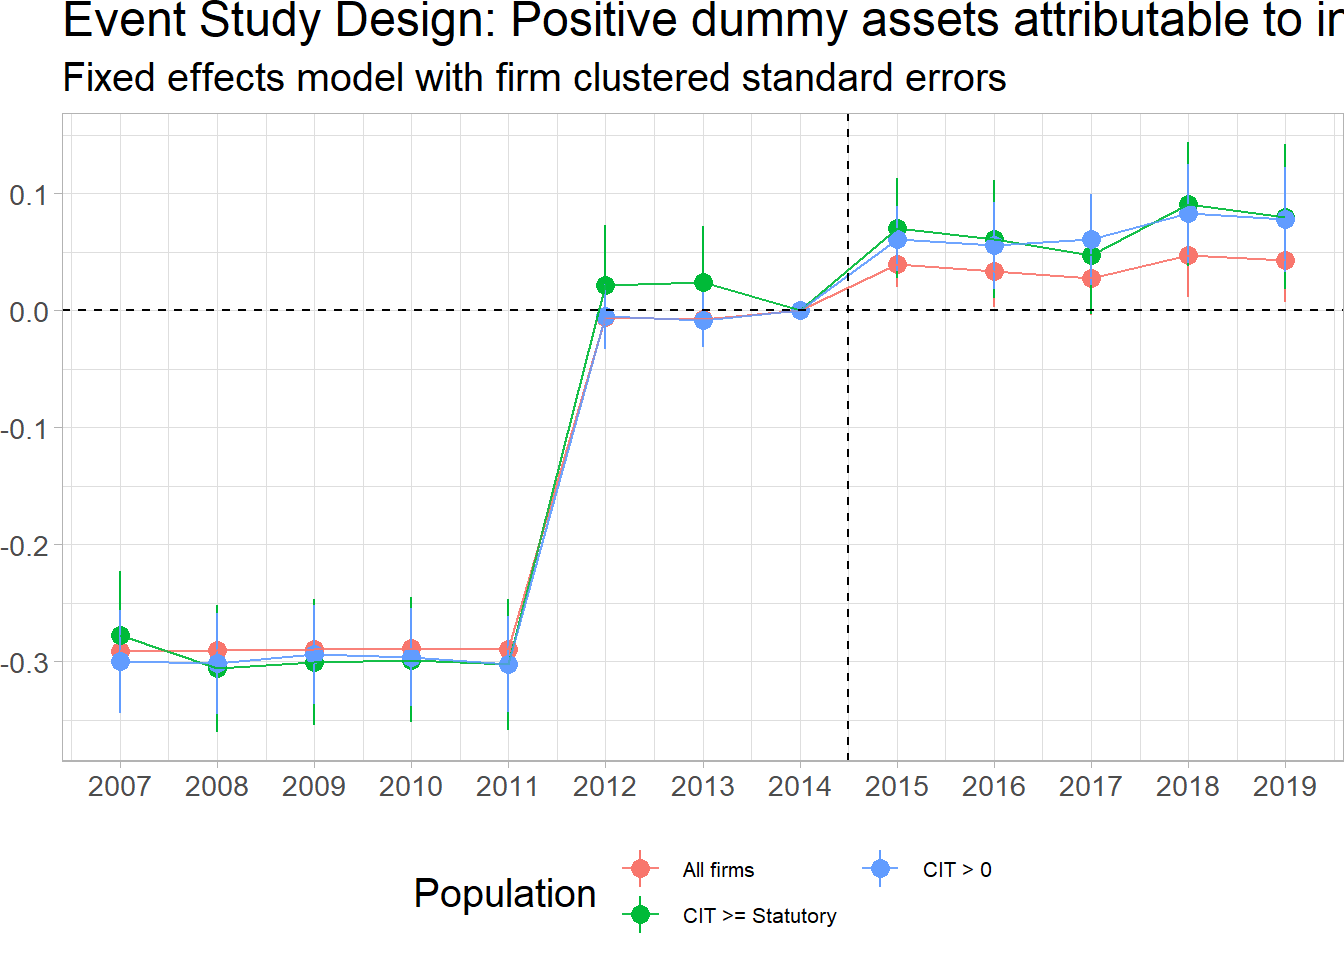 Event Study Design: Positive dummy assets attributable to
Fixed effects model with firm clustered standard errors
0.1
0.0
-0.1
-0.2
-0.3
2007 2008 2009 2010 2011 2012 2013 2014 2015 2016 2017 2018 2019
Population
All firms
CIT >= Statutory
CIT > 0